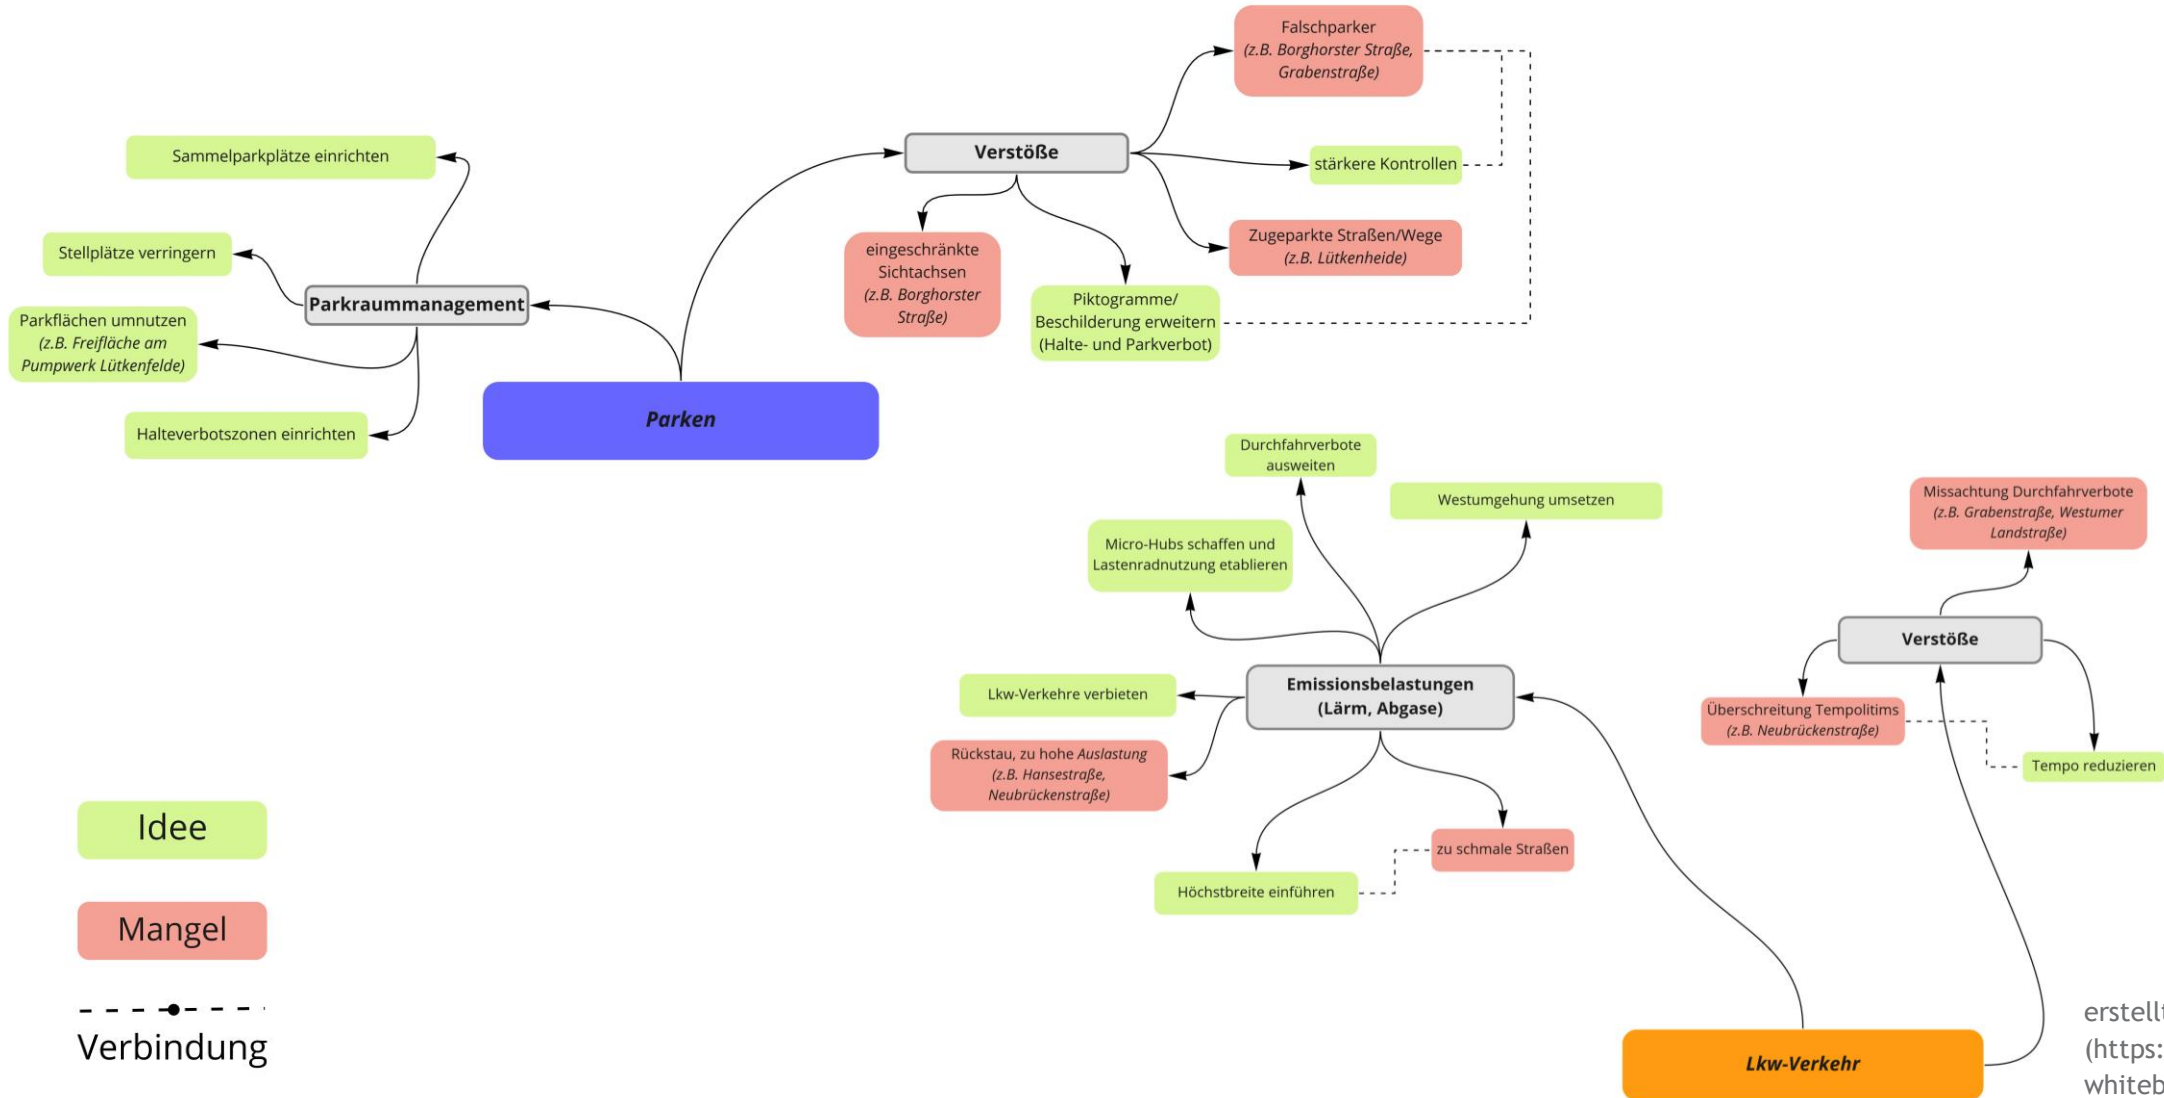 Falschparker
(z.B. Borghorster Straße,
Grabenstraße)
Sammelparkplätze einrichten
Verstöße
stärkere Kontrollen
Stellplätze verringern
eingeschränkte
Sichtachsen
(z.B. Borghorster
Straße)
Zugeparkte Straßen/Wege
(z.B. Lütkenheide)
Parkraummanagement
Piktogramme/
Beschilderung erweitern
(Halte- und Parkverbot)
Parkflächen umnutzen
(z.B. Freifläche am
Pumpwerk Lütkenfelde)
Halteverbotszonen einrichten
Parken
Durchfahrverbote
ausweiten
Westumgehung umsetzen
Missachtung Durchfahrverbote
(z.B. Grabenstraße, Westumer
Landstraße)
Micro-Hubs schaffen und
Lastenradnutzung etablieren
Verstöße
Emissionsbelastungen
(Lärm, Abgase)
Lkw-Verkehre verbieten
Überschreitung Tempolitims
(z.B. Neubrückenstraße)
Rückstau, zu hohe Auslastung
(z.B. Hansestraße,
Neubrückenstraße)
Tempo reduzieren
zu schmale Straßen
Höchstbreite einführen
Idee
Mangel
Verbindung
Lkw-Verkehr
erstellt
(https:
whiteb